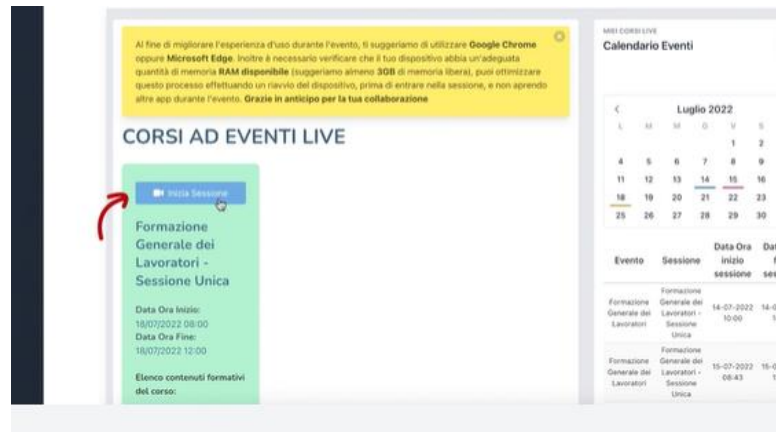 Al fine di migliorare l'esperienza d'uso durante l'evento, ti suggeriamo di utilizzare Google Chrome
oppure Microsoft Edge. Inoltre è necessario verificare che il tuo dispositivo abbia un'adeguata
quantità di memoria RAM disponibile (suggeriamo almeno 3GB di memoria libera), puoi ottimizzare
questo processo effettuando un riavvio del dispositivo, prima di entrare nella sessione, e non aprendo
altre app durante l'evento. Grazie in anticipo per la tua collaborazione
CORSI AD EVENTI LIVE
Inizia Sessione
Formazione
Generale dei
Lavoratori -
Sessione Unica
Data Ora Inizio:
18/07/2022 08:00
Data Ora Fine:
18/07/2022 12:00
Elenco contenuti formativi
del corso:
MIEI CORSI LIVE
Calendario Eventi
Luglio 2022
L M M G V S
1 2
4 5 6 7 8 9
11 12 13 14 15 16
18 19 20 21 22 23
25 26 27 28 29 30
Evento Sessione Data Ora
inizio
sessione
Formazione
Generale dei
Lavoratori
Formazione
Generale dei
Lavoratori -
Sessione
Unica
14-07-2022
10:00
Formazione
Generale dei
Lavoratori
Formazione
Generale dei
Lavoratori -
Sessione
Unica
15-07-2022
08:43